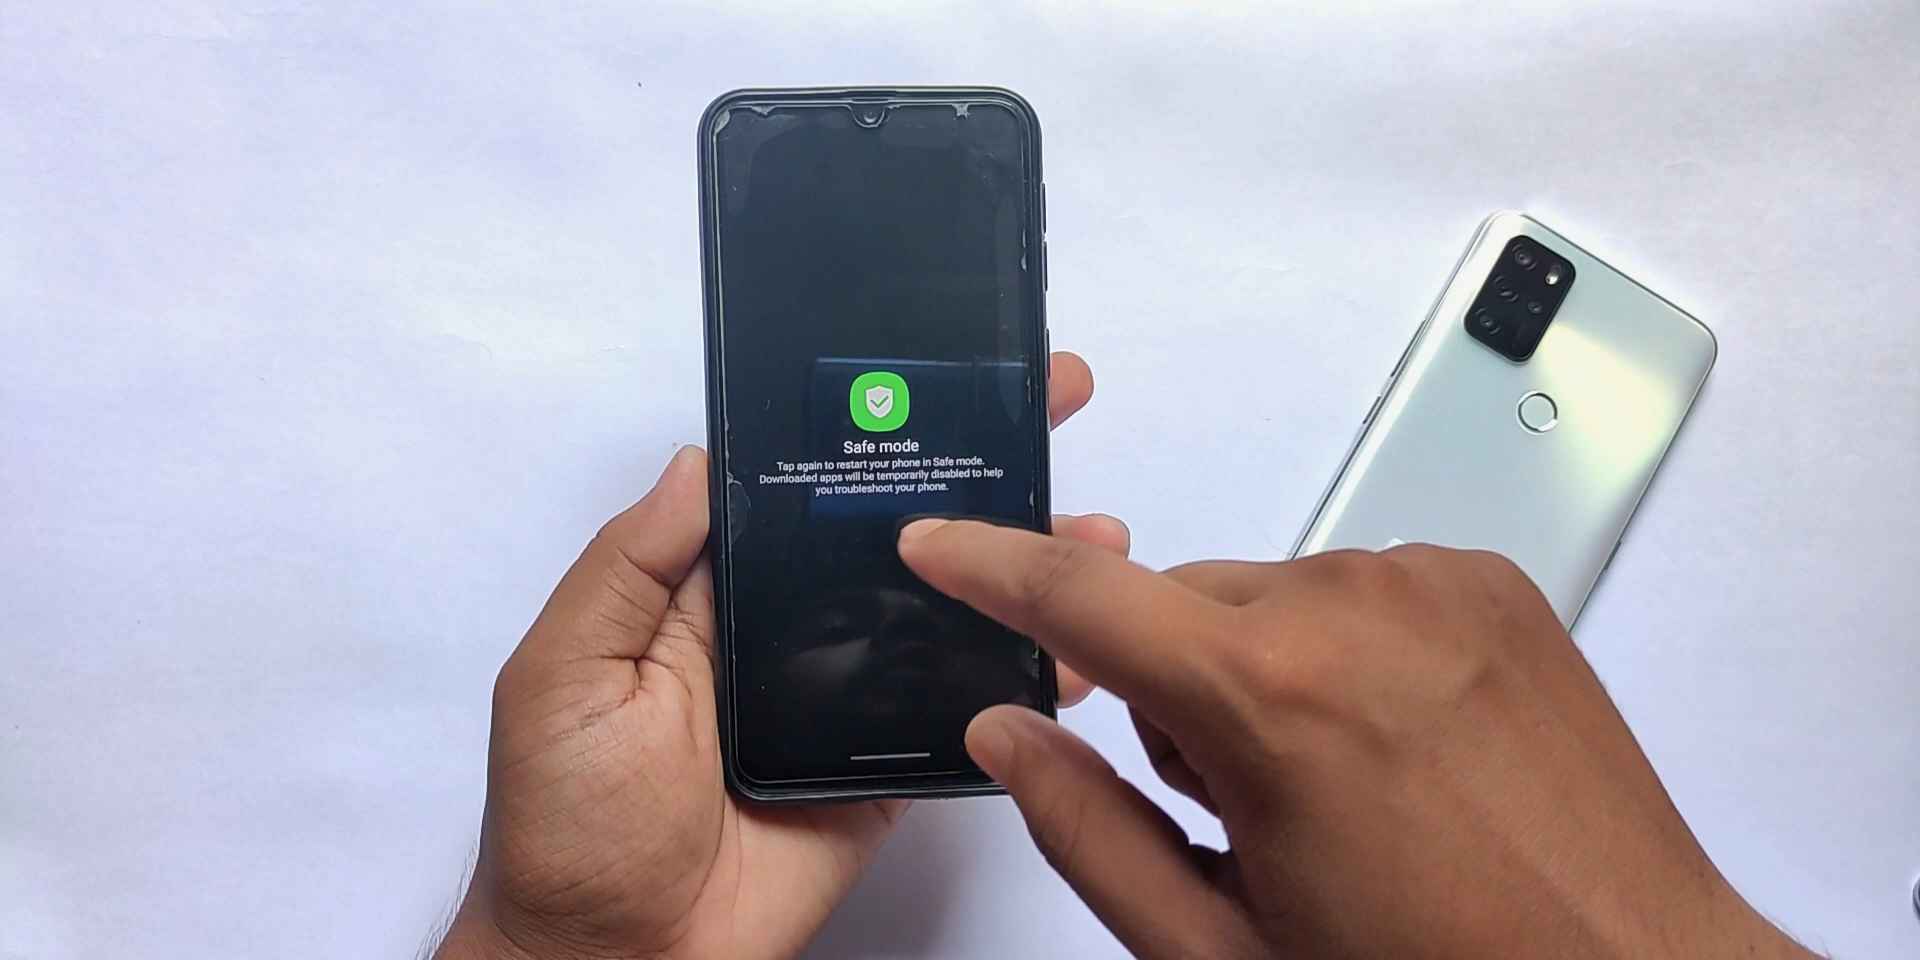 Safe mode
Tap again to restart your phone in Safe mode.
Downloaded apps will be temporarily disabled to help
you troubleshoot your phone.